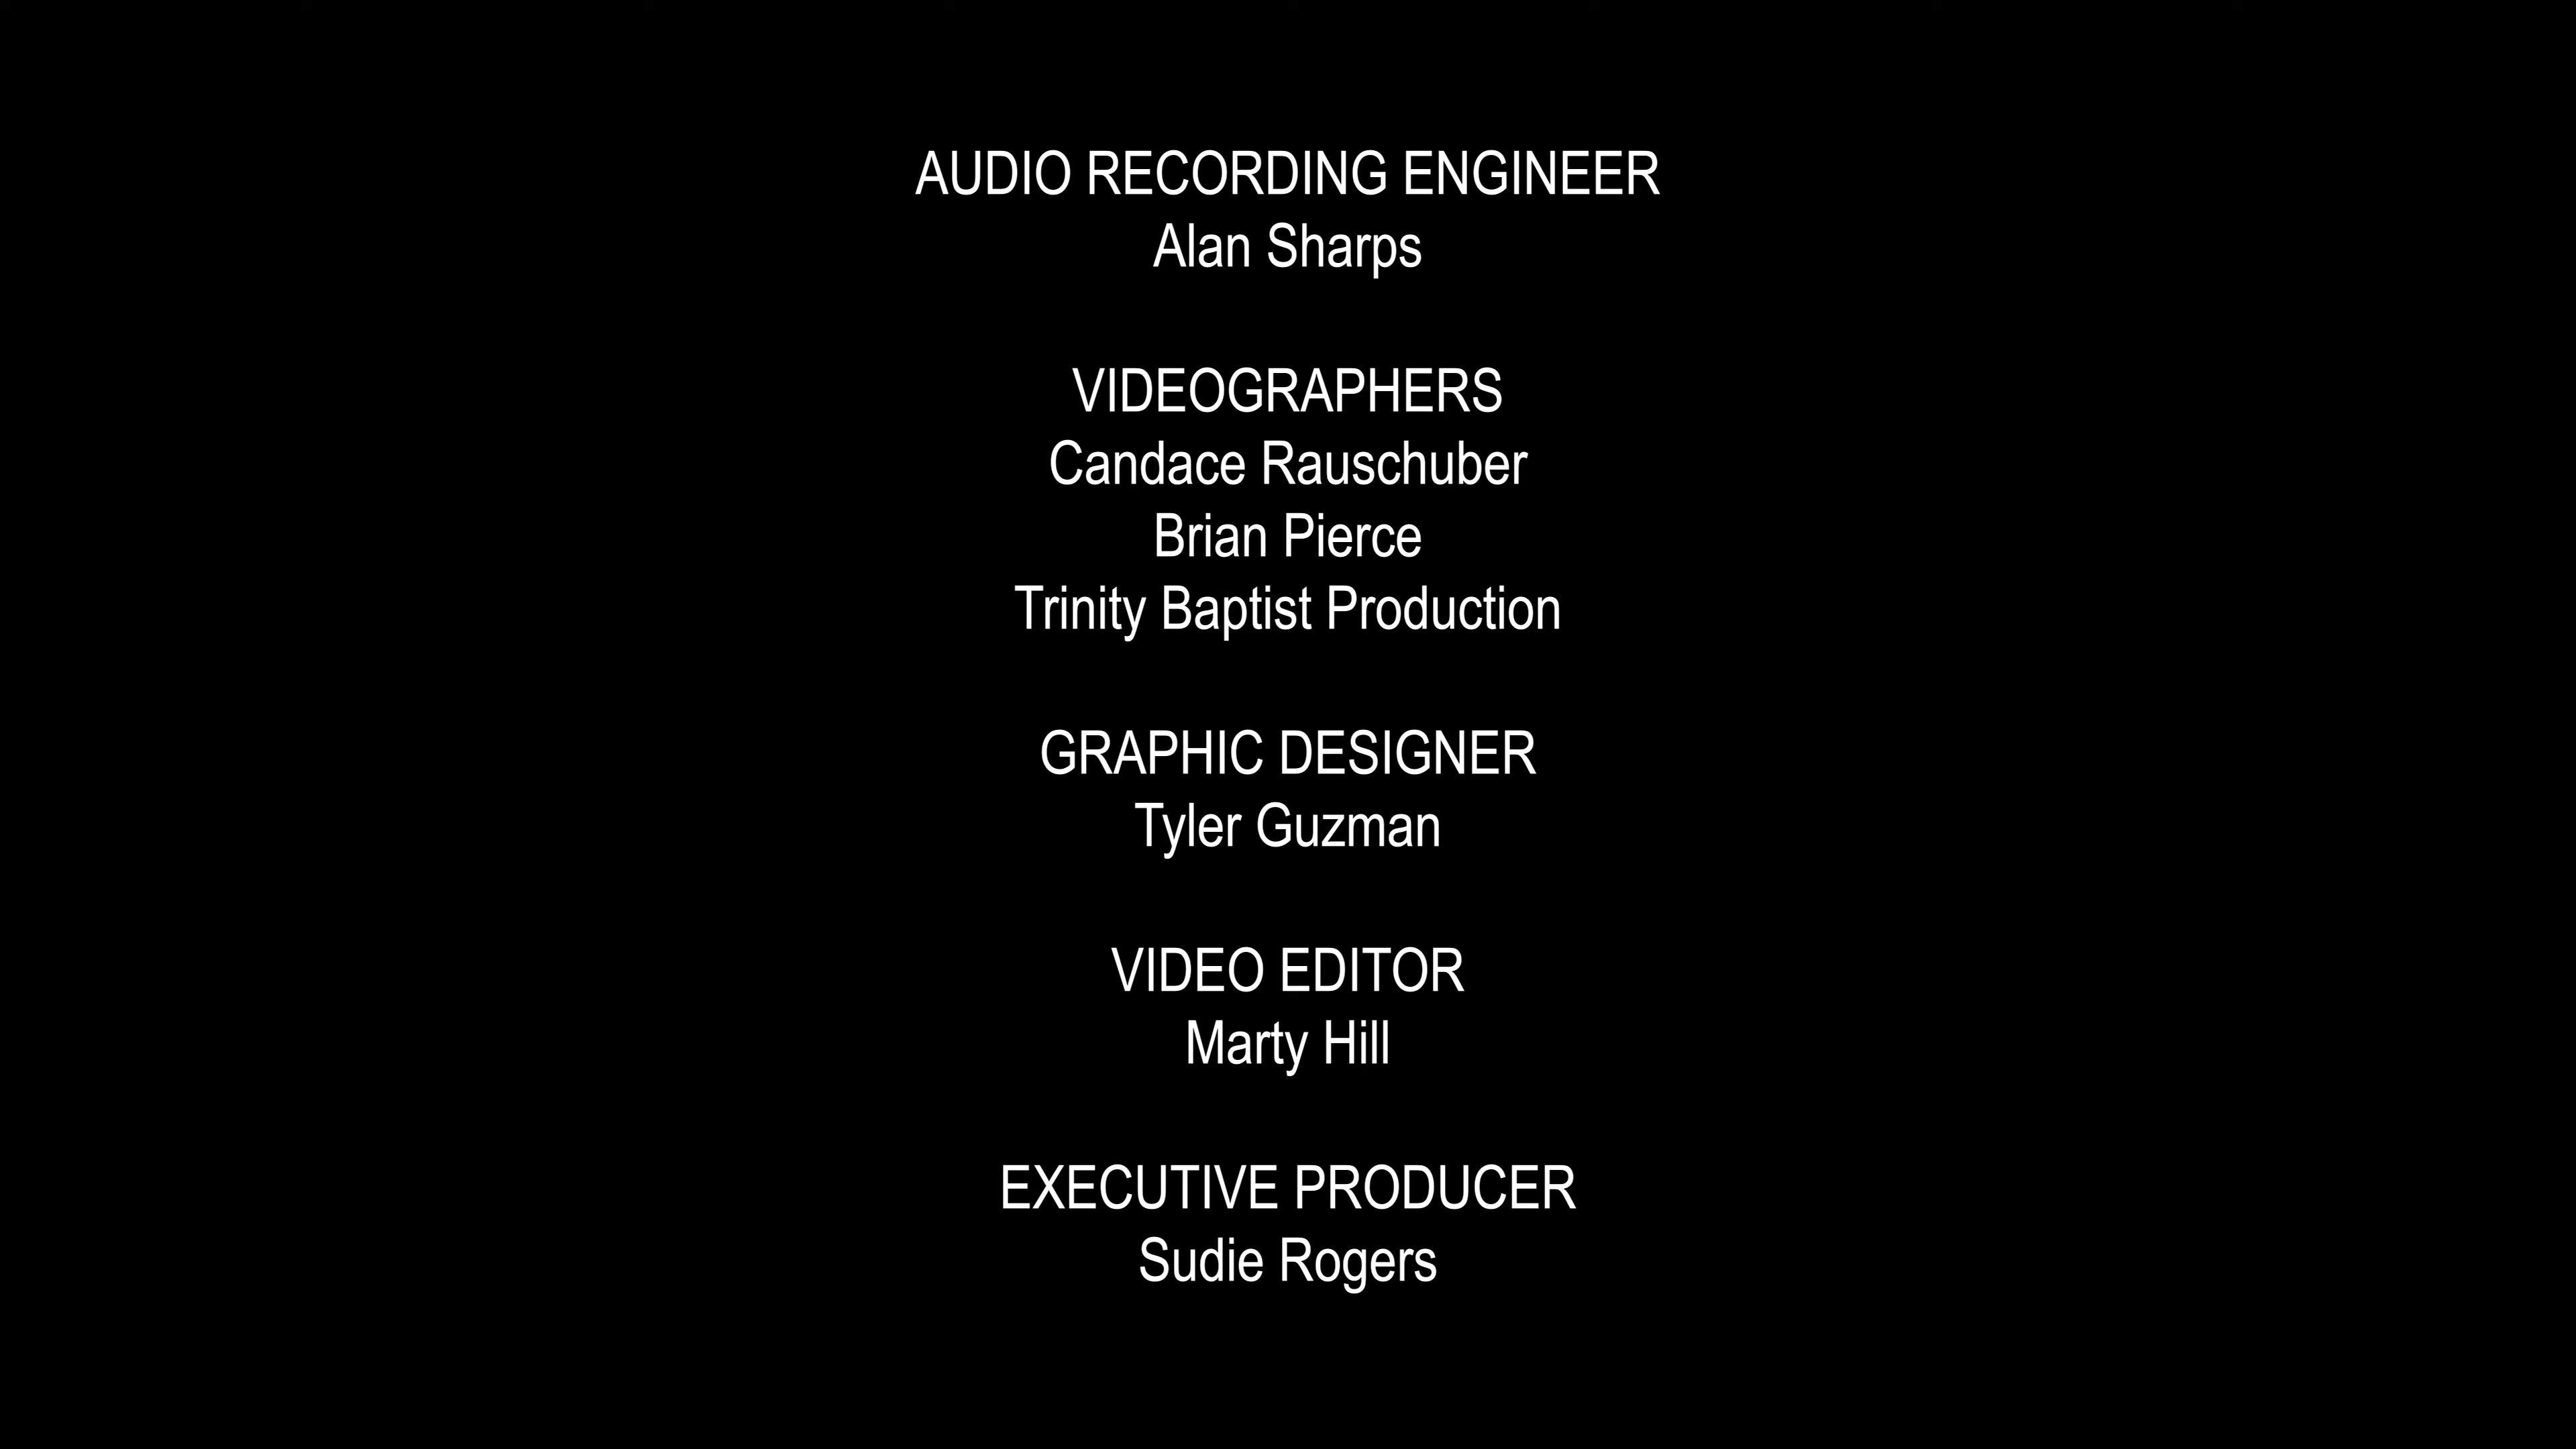 AUDIO RECORDING ENGINEER
Alan Sharps
VIDEOGRAPHERS
Candace Rauschuber
Brian Pierce
Trinity Baptist Production
GRAPHIC DESIGNER
Tyler Guzman
VIDEO EDITOR
Marty Hill
EXECUTIVE PRODUCER
Sudie Rogers